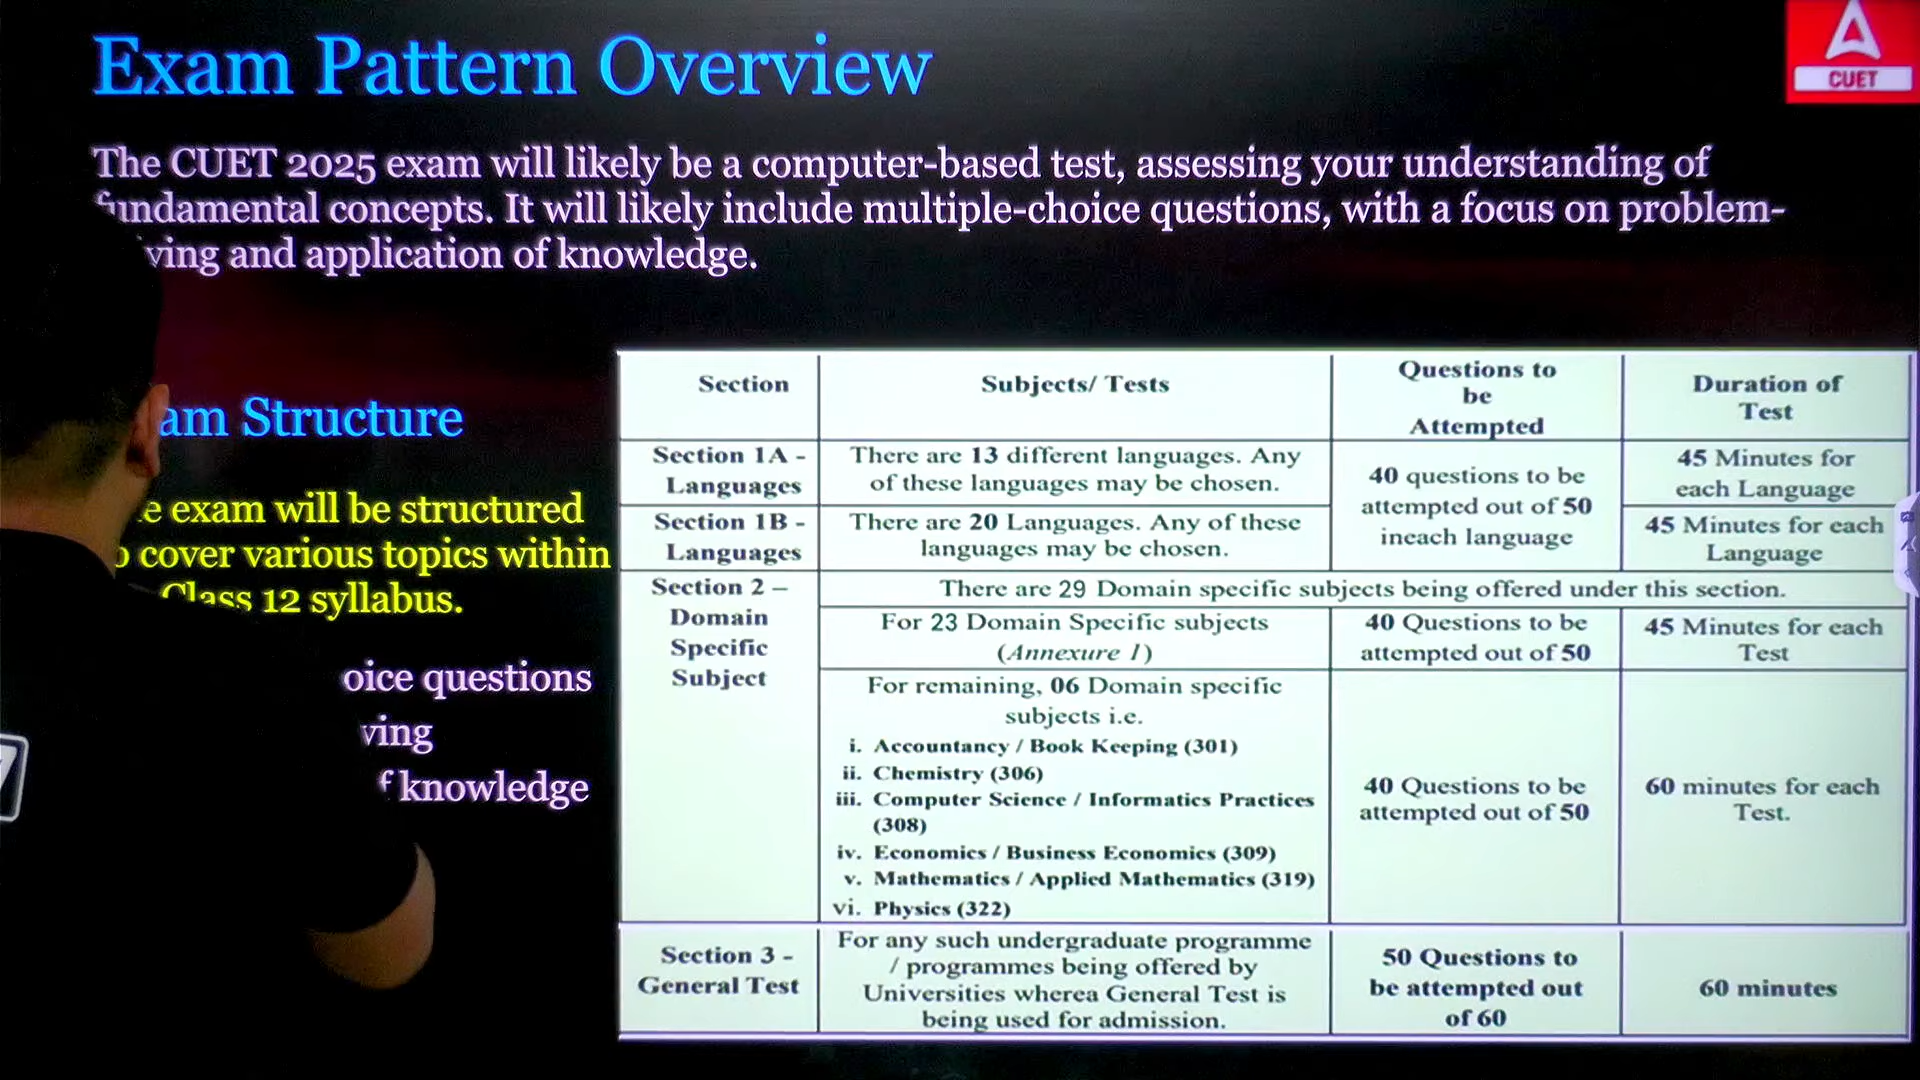 Exam Pattern Overview
CUET
The CUET 2025 exam will likely be a computer-based test, assessing your understanding of
fundamental concepts. It will likely include multiple-choice questions, with a focus on problem-
and application of knowledge.
Structure
exam will be structured
cover various topics within
Class 12 syllabus.
questions
knowledge
Section
Subjects/ Tests
Questions to
be
Attempted
Duration of
Test
Section 1A -
Languages
There are 13 different languages. Any
of these languages may be chosen.
40 questions to be
attempted out of 50
ineach language
45 Minutes for
each Language
Section 1B -
Languages
There are 20 Languages. Any of these
languages may be chosen.
45 Minutes for each
Language
Section 2 –
Domain
Specific
Subject
There are 29 Domain specific subjects being offered under this section.
For 23 Domain Specific subjects
(Annexure 1)
40 Questions to be
attempted out of 50
45 Minutes for each
Test
For remaining, 06 Domain specific
subjects i.e.
i. Accountancy / Book Keeping (301)
ii. Chemistry (306)
iii. Computer Science / Informatics Practices
(308)
iv. Economics / Business Economics (309)
v. Mathematics / Applied Mathematics (319)
vi. Physics (322)
40 Questions to be
attempted out of 50
60 minutes for each
Test.
Section 3 -
General Test
For any such undergraduate programme
/ programmes being offered by
Universities wherea General Test is
being used for admission.
50 Questions to
be attempted out
of 60
60 minutes